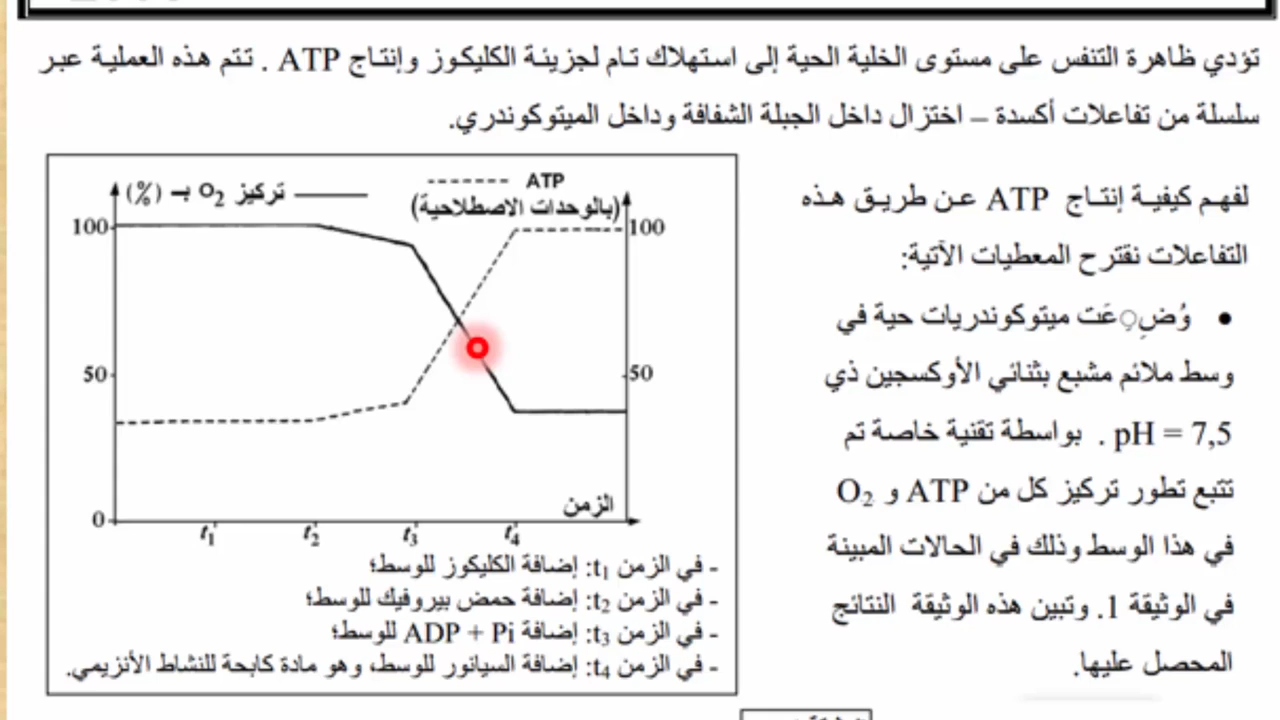 تؤدي ظاهرة التنفس على مستوى الخلية الحية إلى استهلاك تام لجزيئة الكليكوز وإنتاج ATP . تتم هذه العملية عبر
سلسلة من تفاعلات أكسدة – اختزال داخل الجبلة الشفافة وداخل الميتوكوندري.
لفهم كيفية إنتاج ATP عن طريق هذه
التفاعلات نقترح المعطيات الآتية:
• وُضِعَت ميتوكوندريات حية في
وسط ملائم مشبع بثنائي الأوكسجين ذي
pH = 7,5 . بواسطة تقنية خاصة تم
تتبع تطور تركيز كل من ATP و O₂
في هذا الوسط وذلك في الحالات المبينة
في الوثيقة 1. وتبين هذه الوثيقة النتائج
المحصل عليها.
تركيز O₂ بـ (%)
ATP
(بالوحدات الاصطلاحية)
100
100
50
50
0
الزمن
t₁ t₂ t₃ t₄
- في الزمن t₁: إضافة الكليكوز للوسط؛
- في الزمن t₂: إضافة حمض بيروفيك للوسط؛
- في الزمن t₃: إضافة ADP + Pi للوسط؛
- في الزمن t₄: إضافة السيانور للوسط، وهو مادة كابحة للنشاط الأنزيمي.